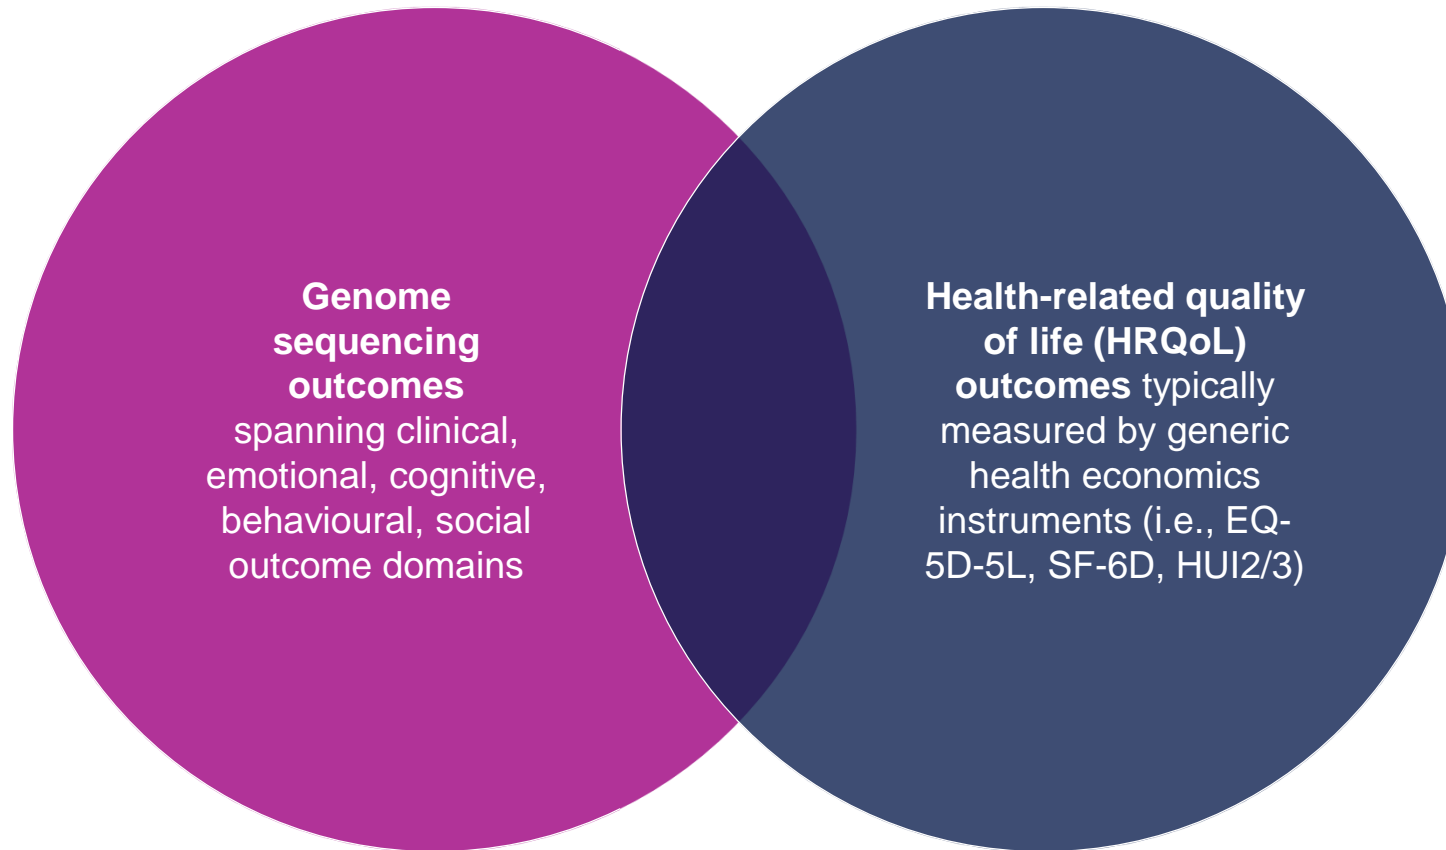 Genome
sequencing
outcomes
spanning clinical,
emotional, cognitive,
behavioural, social
outcome domains
Health-related quality
of life (HRQoL)
outcomes typically
measured by generic
health economics
instruments (i.e., EQ-
5D-5L, SF-6D, HUI2/3)